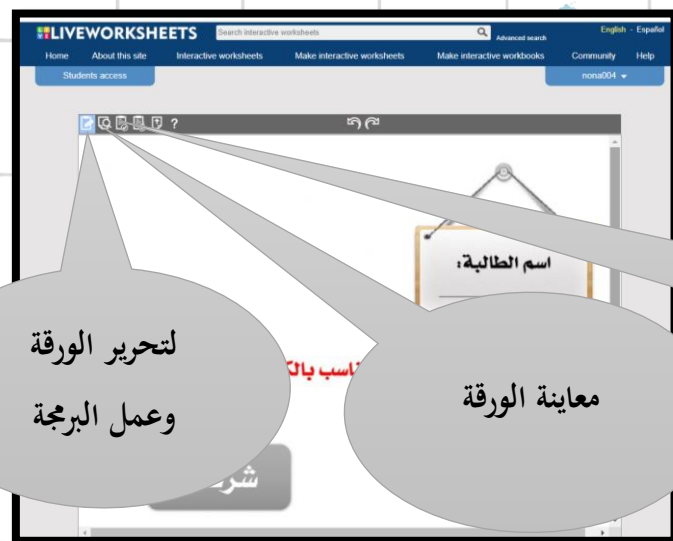 LIVEWORKSHEETS
Search interactive worksheets
Advanced search
English - Español
Home About this site Interactive worksheets Make interactive worksheets Make interactive workbooks Community Help
Students access
nona004
?
اسم الطالبة:
لتحرير الورقة
وعمل البرمجة
معاينة الورقة